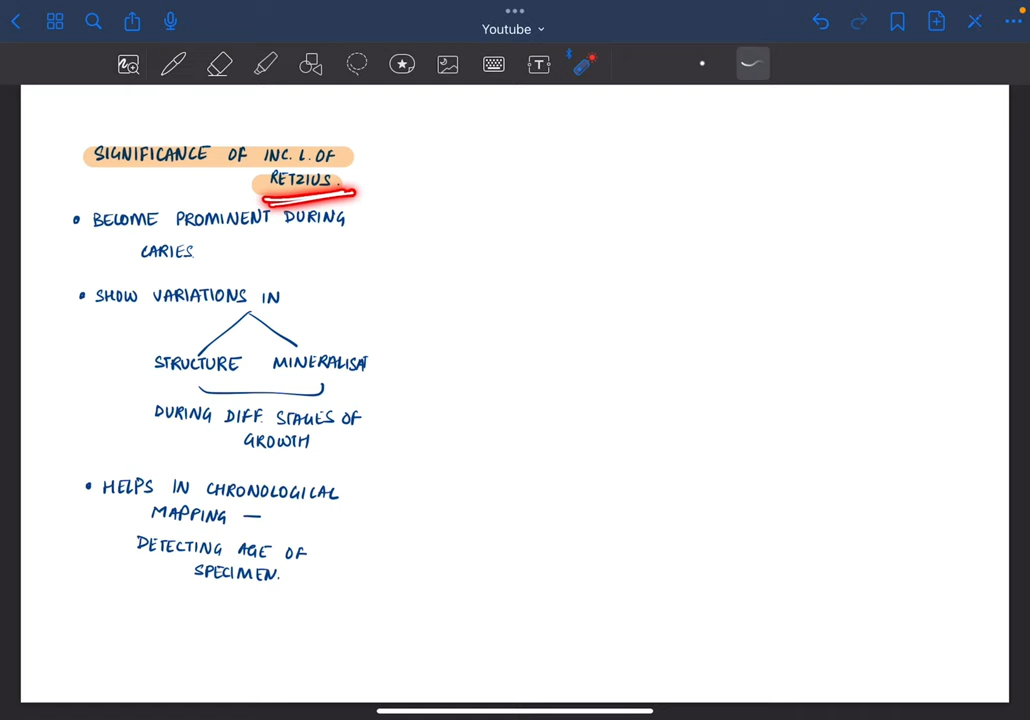 Youtube
SIGNIFICANCE OF INC. L. OF
RETZIUS.
• BECOME PROMINENT DURING
CARIES.
• SHOW VARIATIONS IN
STRUCTURE MINERALISAT
DURING DIFF. STAGES OF
GROWTH
• HELPS IN CHRONOLOGICAL
MAPPING —
DETECTING AGE OF
SPECIMEN.